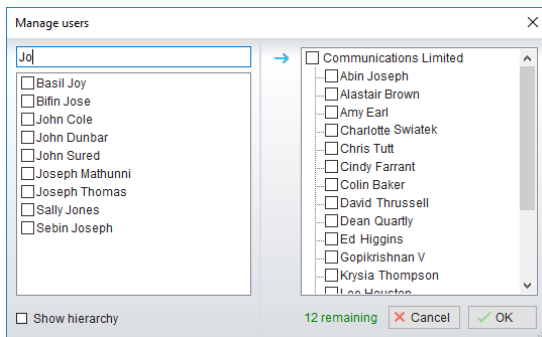 Manage users
Jo
Basil Joy
Bifin Jose
John Cole
John Dunbar
John Sured
Joseph Mathunni
Joseph Thomas
Sally Jones
Sebin Joseph
Show hierarchy
Communications Limited
Abin Joseph
Alastair Brown
Amy Earl
Charlotte Swiatek
Chris Tutt
Cindy Farrant
Colin Baker
David Thrussell
Dean Quartly
Ed Higgins
Gopikrishnan V
Krysia Thompson
Lee Houston
12 remaining
Cancel
OK